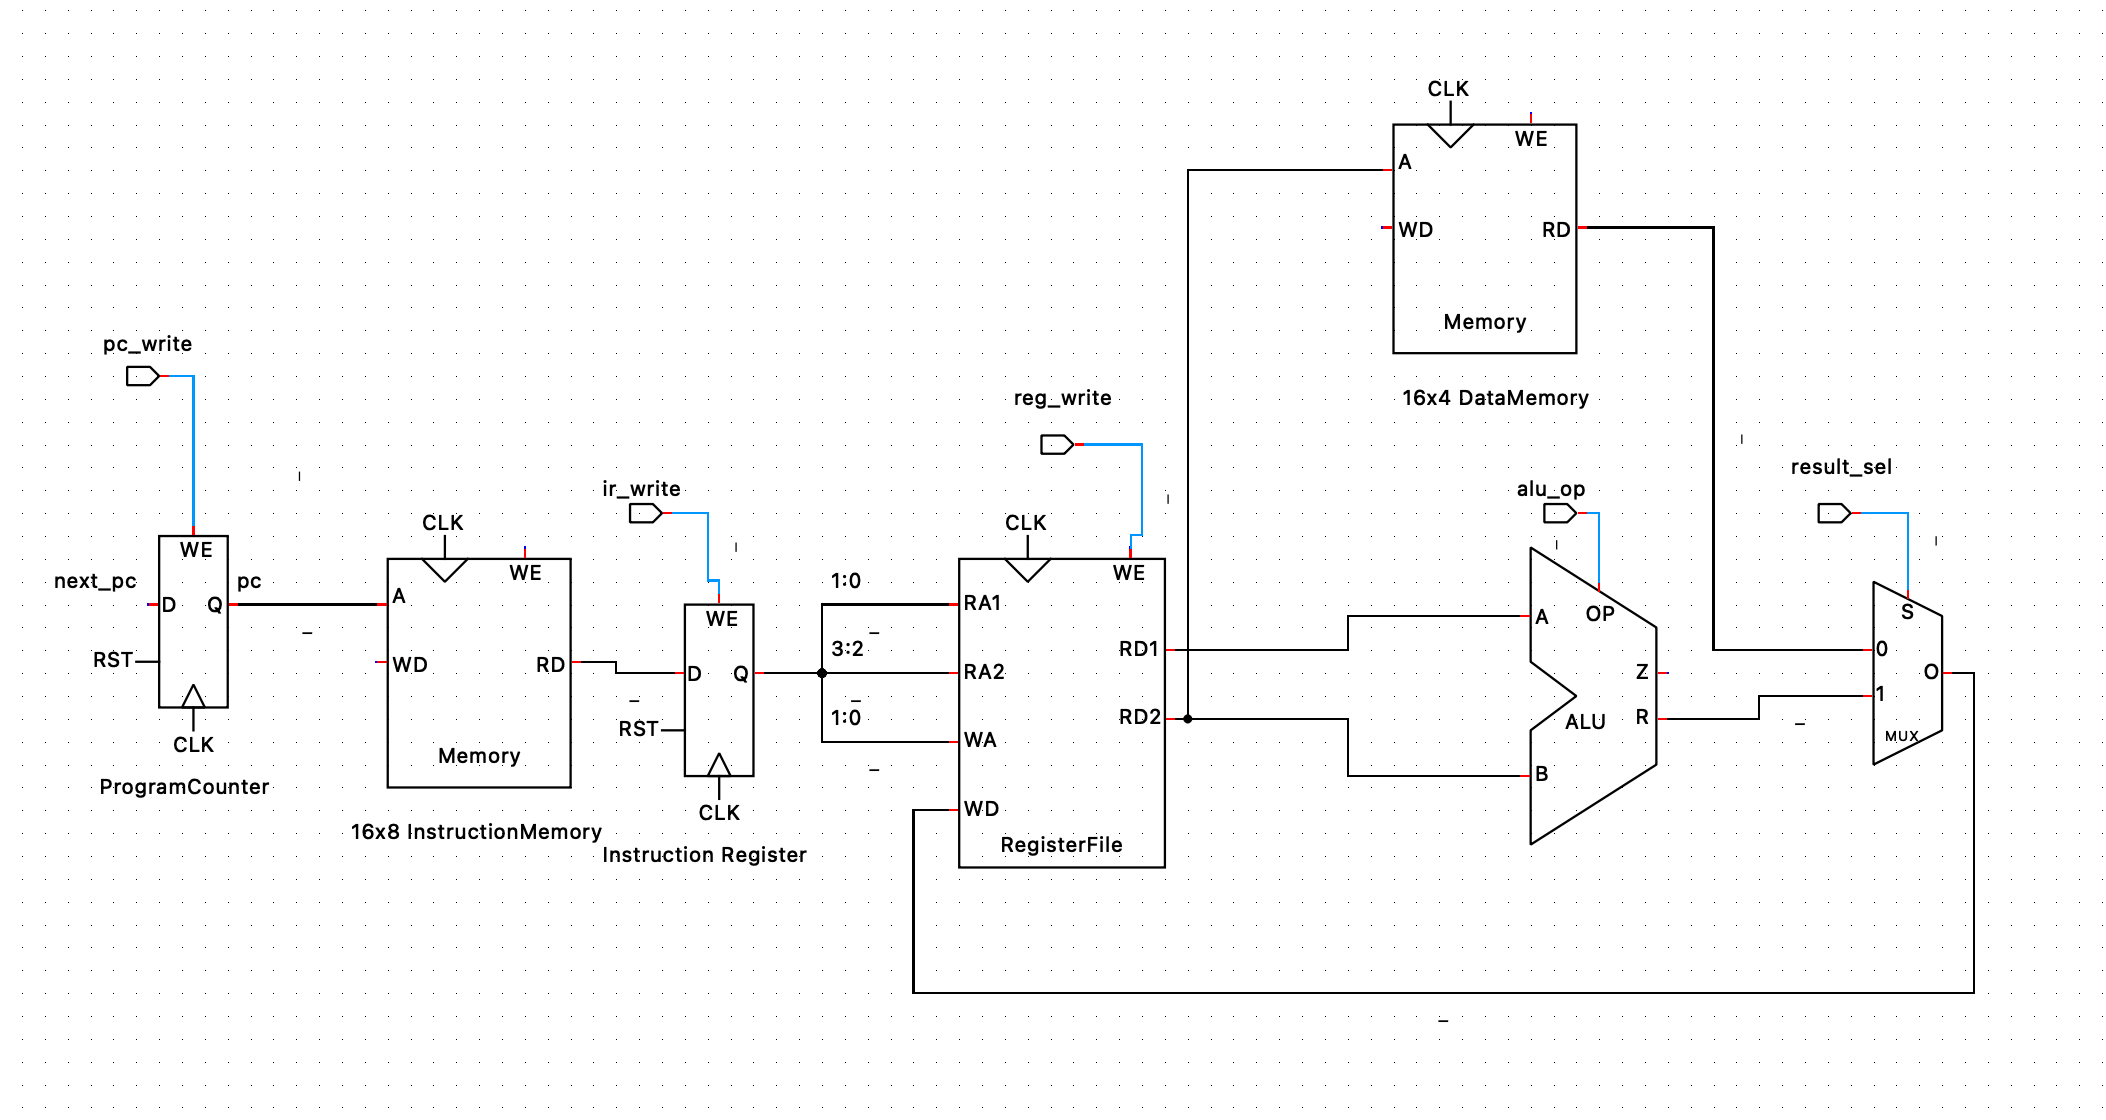 CLK
WE
A
WD
RD
Memory
16x4 DataMemory
pc_write
WE
next_pc
D
Q
pc
RST
CLK
ProgramCounter
CLK
WE
A
WD
RD
Memory
16x8 InstructionMemory
ir_write
WE
D
Q
RST
CLK
Instruction Register
1:0
3:2
1:0
reg_write
CLK
WE
RA1
RA2
WA
WD
RD1
RD2
RegisterFile
alu_op
OP
A
B
Z
R
ALU
result_sel
S
0
1
O
MUX